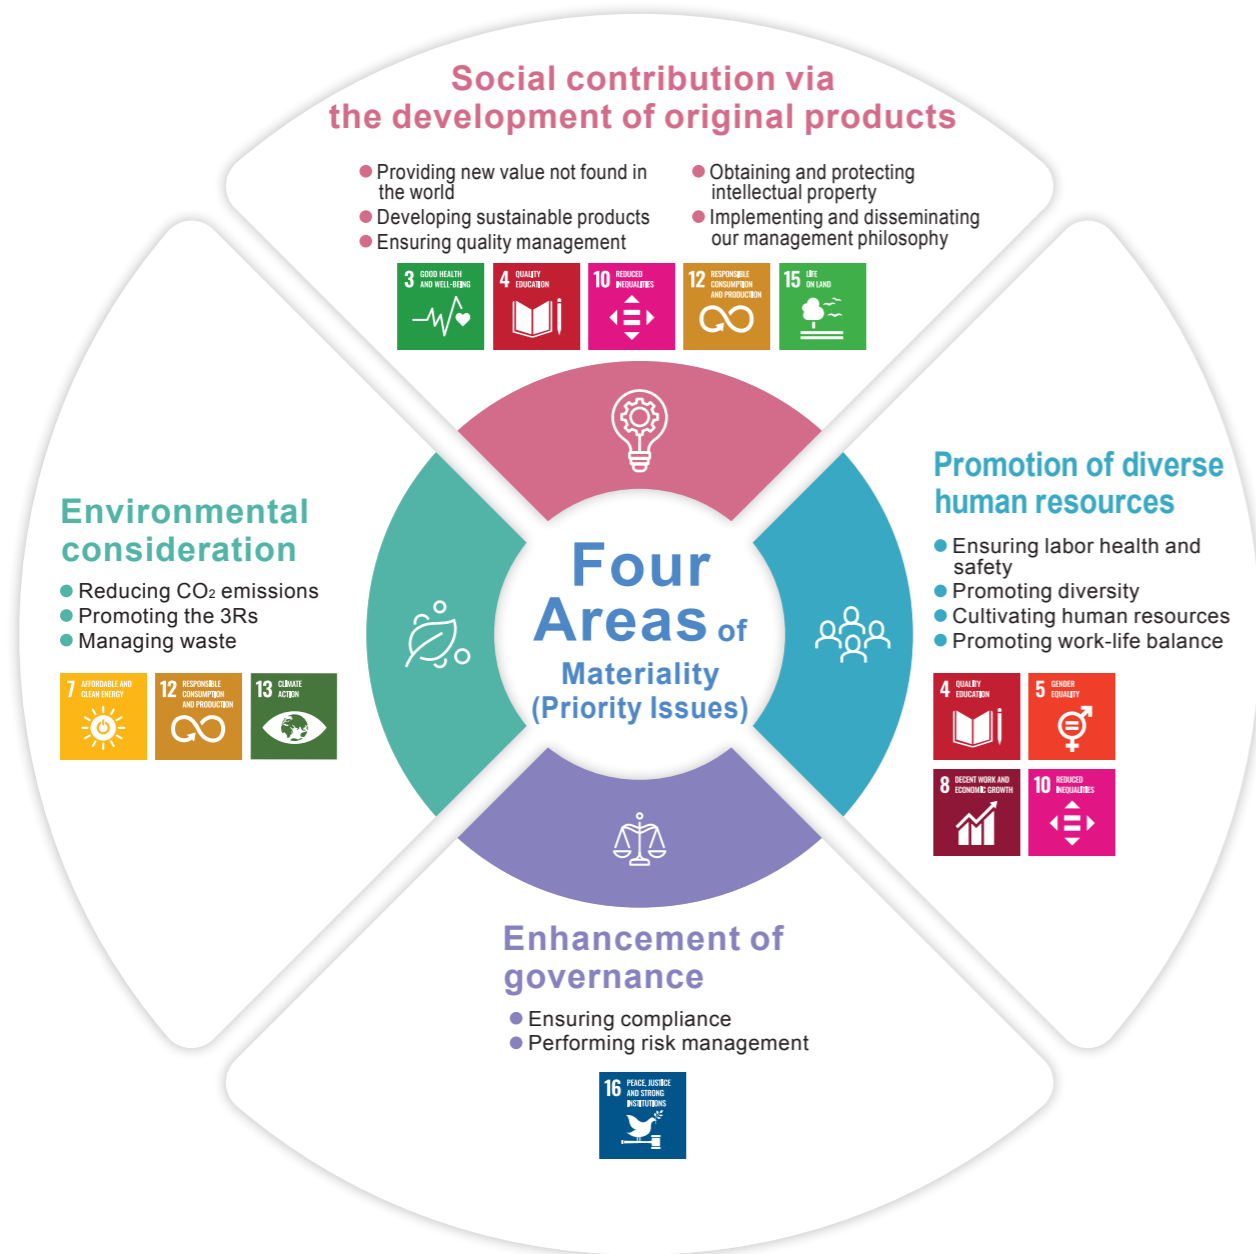 Social contribution via
the development of original products
● Providing new value not found in
the world
● Developing sustainable products
● Ensuring quality management
● Obtaining and protecting
intellectual property
● Implementing and disseminating
our management philosophy
3 GOOD HEALTH
AND WELL-BEING
4 QUALITY
EDUCATION
10 REDUCED
INEQUALITIES
12 RESPONSIBLE
CONSUMPTION
AND PRODUCTION
15 LIFE
ON LAND
Environmental
consideration
● Reducing CO₂ emissions
● Promoting the 3Rs
● Managing waste
7 AFFORDABLE AND
CLEAN ENERGY
12 RESPONSIBLE
CONSUMPTION
AND PRODUCTION
13 CLIMATE
ACTION
Four
Areas of
Materiality
(Priority Issues)
Promotion of diverse
human resources
● Ensuring labor health and
safety
● Promoting diversity
● Cultivating human resources
● Promoting work-life balance
4 QUALITY
EDUCATION
5 GENDER
EQUALITY
8 DECENT WORK AND
ECONOMIC GROWTH
10 REDUCED
INEQUALITIES
Enhancement of
governance
● Ensuring compliance
● Performing risk management
16 PEACE, JUSTICE
AND STRONG
INSTITUTIONS